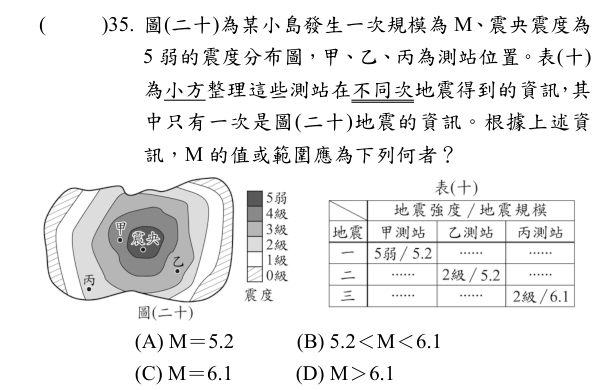 (　　)35. 圖(二十)為某小島發生一次規模為 M、震央震度為
5 弱的震度分布圖，甲、乙、丙為測站位置。表(十)
為小方整理這些測站在不同次地震得到的資訊，其
中只有一次是圖(二十)地震的資訊。根據上述資
訊，M 的值或範圍應為下列何者？
甲
震央
乙
丙
5弱
4級
3級
2級
1級
0級
震度
圖(二十)
表(十)
地震強度/地震規模
地震 甲測站 乙測站 丙測站
一 5弱/5.2 …… ……
二 …… 2級/5.2 ……
三 …… …… 2級/6.1
(A) M＝5.2 (B) 5.2＜M＜6.1
(C) M＝6.1 (D) M＞6.1